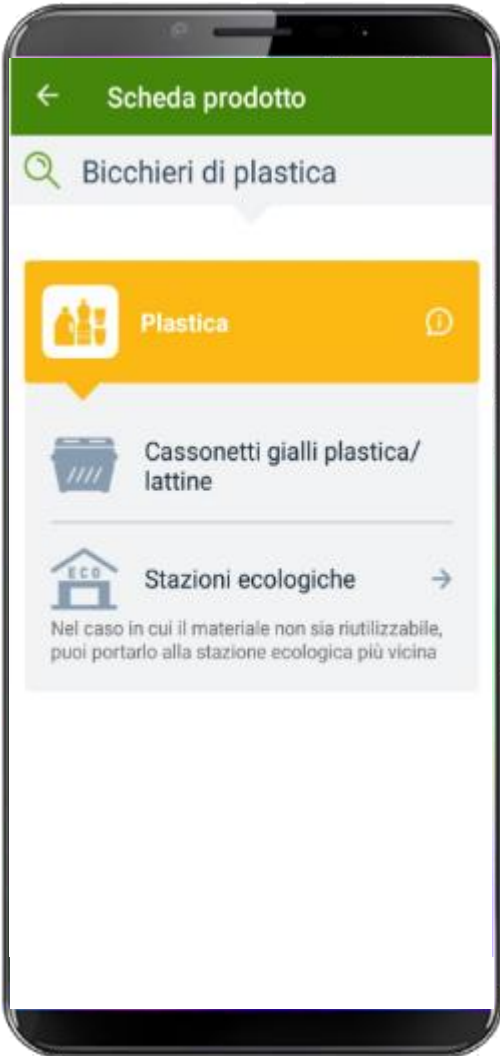 Scheda prodotto
Bicchieri di plastica
Plastica
Cassonetti gialli plastica/
lattine
ECO
Stazioni ecologiche
Nel caso in cui il materiale non sia riutilizzabile,
puoi portarlo alla stazione ecologica più vicina